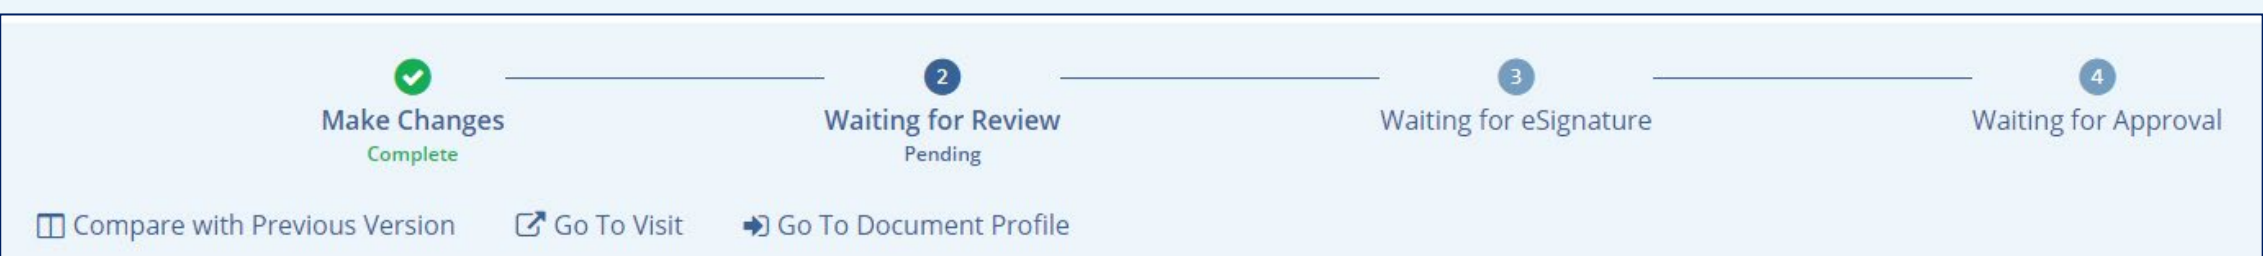 2 3 4
Make Changes Waiting for Review Waiting for eSignature Waiting for Approval
Complete Pending
Compare with Previous Version Go To Visit Go To Document Profile